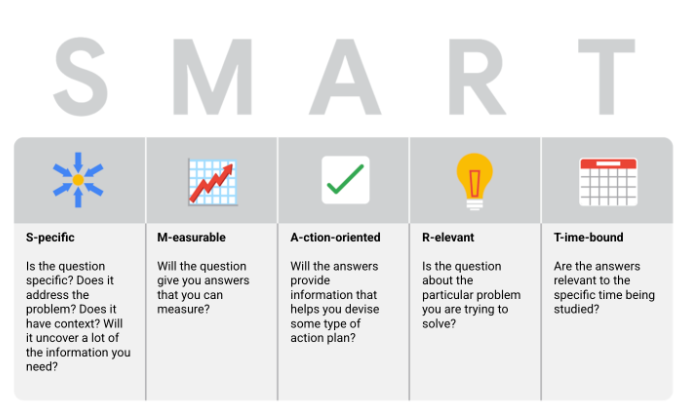 S M A R T
S-pecific
Is the question
specific? Does it
address the
problem? Does it
have context? Will
it uncover a lot of
the information you
need?
M-easurable
Will the question
give you answers
that you can
measure?
A-ction-oriented
Will the answers
provide
information that
helps you devise
some type of
action plan?
R-elevant
Is the question
about the
particular problem
you are trying to
solve?
T-ime-bound
Are the answers
relevant to the
specific time being
studied?